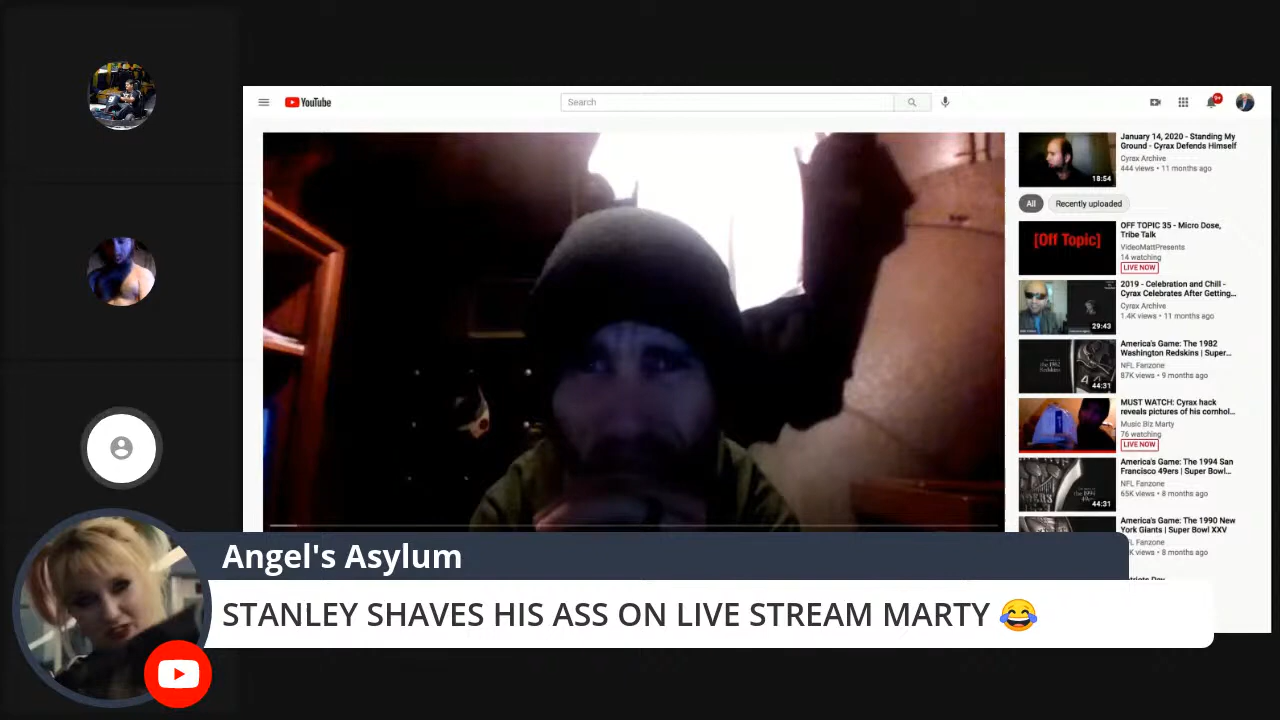 YouTube
Search
9+
January 14, 2020 - Standing My
Ground - Cyrax Defends Himself
Cyrax Archive
444 views • 11 months ago
18:54
All
Recently uploaded
[Off Topic]
OFF TOPIC 35 - Micro Dose,
Tribe Talk
VideoMattPresents
14 watching
LIVE NOW
2019 - Celebration and Chill -
Cyrax Celebrates After Getting...
Cyrax Archive
1.4K views • 11 months ago
29:43
America's Game: The 1982
Washington Redskins | Super...
NFL Fanzone
87K views • 9 months ago
44:31
MUST WATCH: Cyrax hack
reveals pictures of his cornhol...
Music Biz Marty
76 watching
LIVE NOW
America's Game: The 1994 San
Francisco 49ers | Super Bowl...
NFL Fanzone
65K views • 8 months ago
44:31
America's Game: The 1990 New
York Giants | Super Bowl XXV
FL Fanzone
K views • 8 months ago
Angel's Asylum
STANLEY SHAVES HIS ASS ON LIVE STREAM MARTY 😂